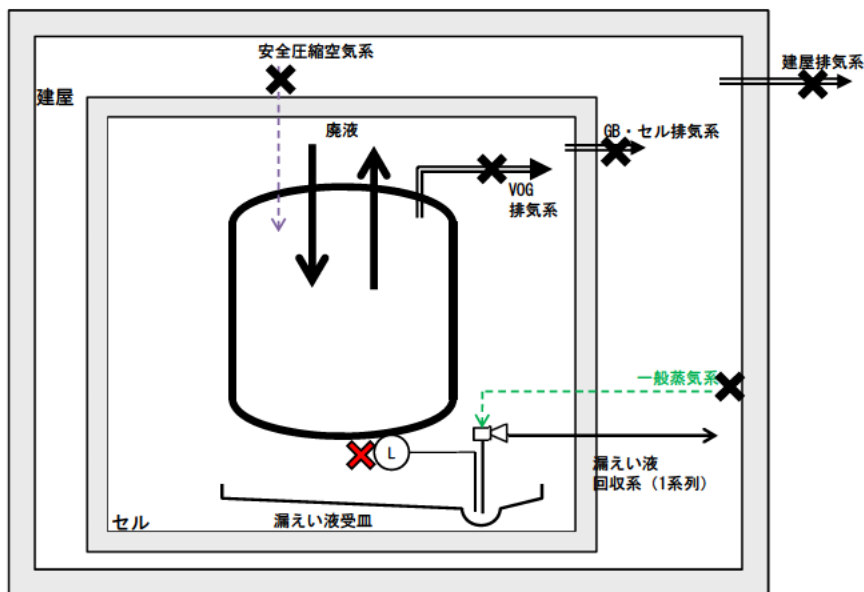 安全圧縮空気系
建屋排気系
建屋
廃液
GB・セル排気系
VOG
排気系
一般蒸気系
L
漏えい液
回収系（1系列）
漏えい液受皿
セル